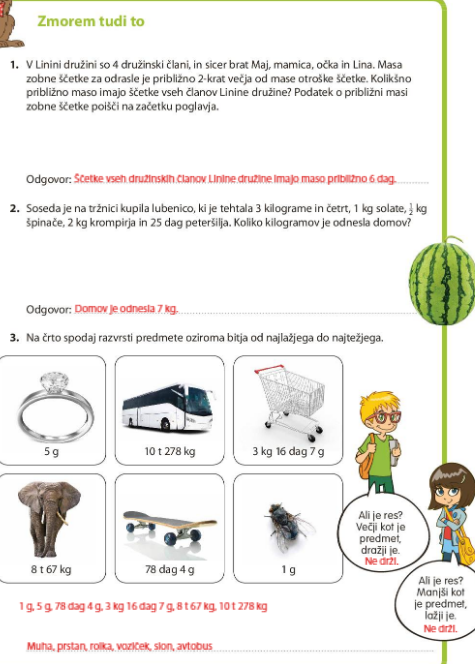 Zmorem tudi to
1. V Linini družini so 4 družinski člani, in sicer brat Maj, mamica, očka in Lina. Masa
zobne ščetke za odrasle je približno 2-krat večja od mase otroške ščetke. Kolikšno
približno maso imajo ščetke vseh članov Linine družine? Podatek o približni masi
zobne ščetke poišči na začetku poglavja.
Odgovor: Ščetke vseh družinskih članov Linine družine imajo maso približno 6 dag.
2. Soseda je na tržnici kupila lubenico, ki je tehtala 3 kilograme in četrt, 1 kg solate, ½ kg
špinače, 2 kg krompirja in 25 dag peteršilja. Koliko kilogramov je odnesla domov?
Odgovor: Domov je odnesla 7 kg.
3. Na črto spodaj razvrsti predmete oziroma bitja od najlažjega do najtežjega.
5 g
10 t 278 kg
3 kg 16 dag 7 g
8 t 67 kg
78 dag 4 g
1 g
Ali je res?
Večji kot je
predmet,
dražji je.
Ne drži.
Ali je res?
Manjši kot
je predmet,
lažji je.
Ne drži.
1 g, 5 g, 78 dag 4 g, 3 kg 16 dag 7 g, 8 t 67 kg, 10 t 278 kg
Muha, prstan, rolka, voziček, slon, avtobus